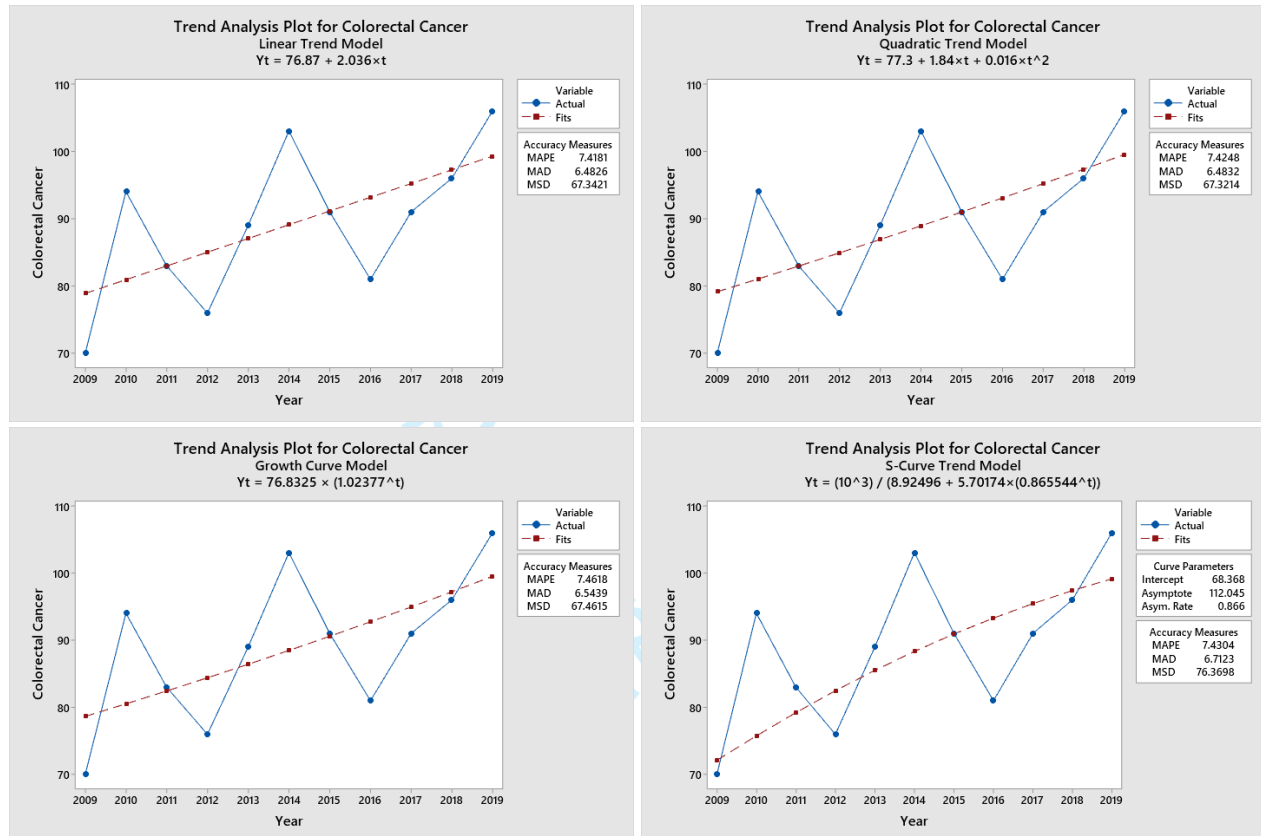 Trend Analysis Plot for Colorectal Cancer
Linear Trend Model
Yt = 76.87 + 2.036×t
110
100
90
80
70
Colorectal Cancer
2009 2010 2011 2012 2013 2014 2015 2016 2017 2018 2019
Year
Variable
Actual
Fits
Accuracy Measures
MAPE 7.4181
MAD 6.4826
MSD 67.3421
Trend Analysis Plot for Colorectal Cancer
Quadratic Trend Model
Yt = 77.3 + 1.84×t + 0.016×t^2
110
100
90
80
70
Colorectal Cancer
2009 2010 2011 2012 2013 2014 2015 2016 2017 2018 2019
Year
Variable
Actual
Fits
Accuracy Measures
MAPE 7.4248
MAD 6.4832
MSD 67.3214
Trend Analysis Plot for Colorectal Cancer
Growth Curve Model
Yt = 76.8325 × (1.02377^t)
110
100
90
80
70
Colorectal Cancer
2009 2010 2011 2012 2013 2014 2015 2016 2017 2018 2019
Year
Variable
Actual
Fits
Accuracy Measures
MAPE 7.4618
MAD 6.5439
MSD 67.4615
Trend Analysis Plot for Colorectal Cancer
S-Curve Trend Model
Yt = (10^3) / (8.92496 + 5.70174×(0.865544^t))
110
100
90
80
70
Colorectal Cancer
2009 2010 2011 2012 2013 2014 2015 2016 2017 2018 2019
Year
Variable
Actual
Fits
Curve Parameters
Intercept 68.368
Asymptote 112.045
Asym. Rate 0.866
Accuracy Measures
MAPE 7.4304
MAD 6.7123
MSD 76.3698